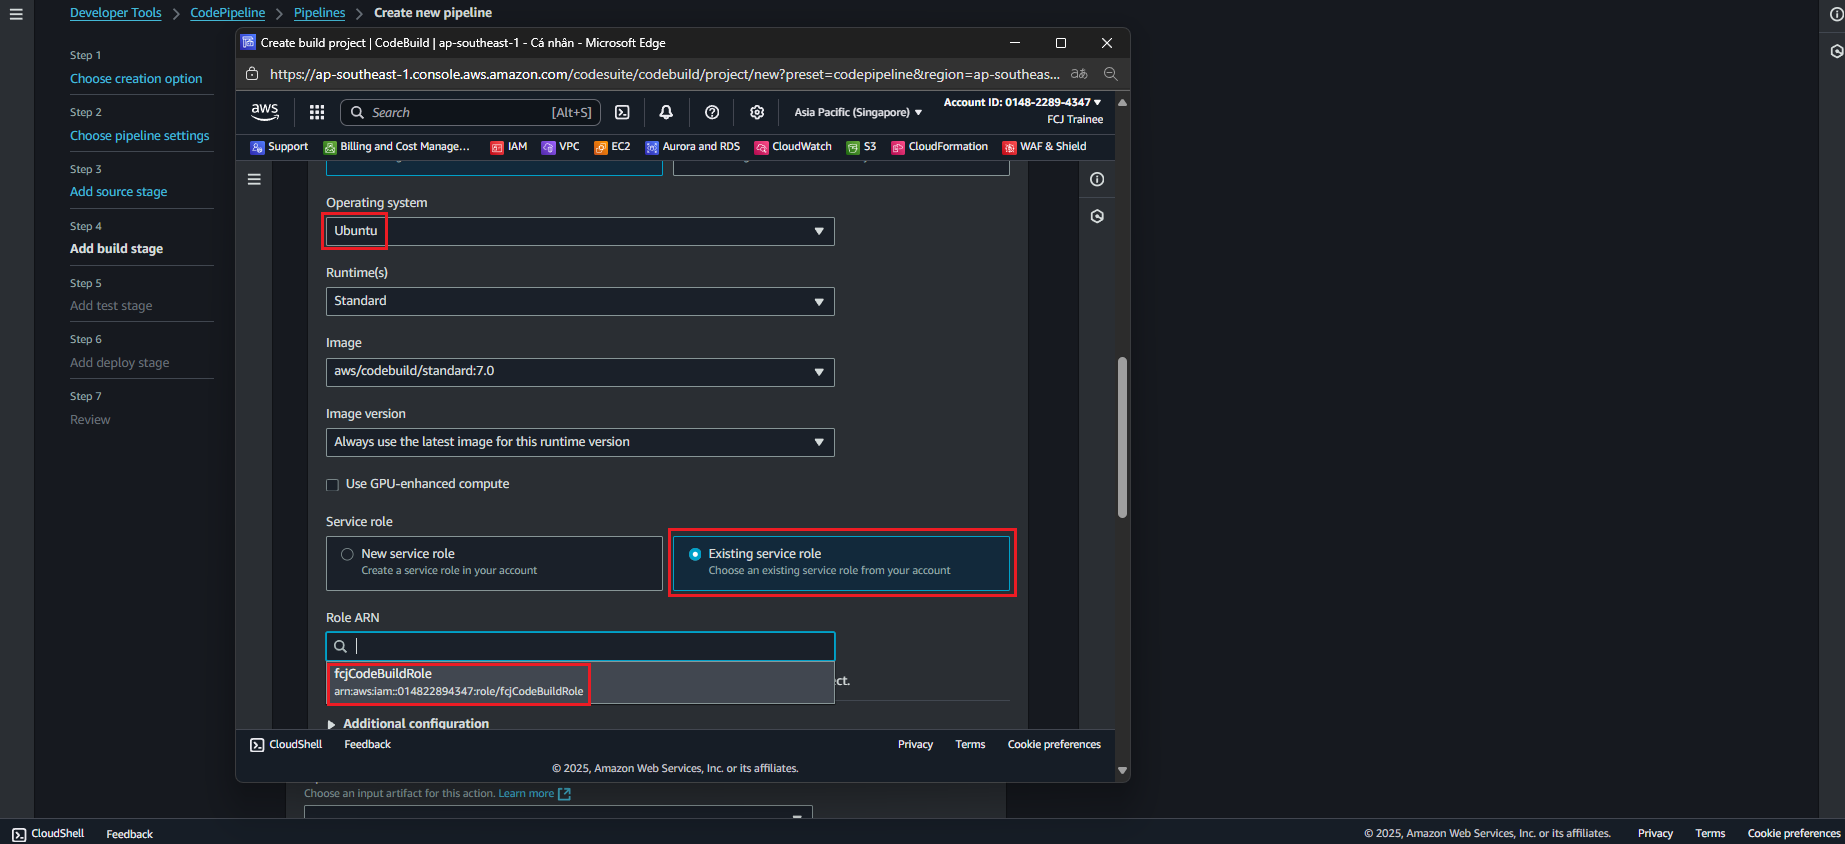 Developer Tools
CodePipeline
Pipelines
Create new pipeline
Step 1
Choose creation option
Step 2
Choose pipeline settings
Step 3
Add source stage
Step 4
Add build stage
Step 5
Add test stage
Step 6
Add deploy stage
Step 7
Review
Create build project | CodeBuild | ap-southeast-1 - Cá nhân - Microsoft Edge
https://ap-southeast-1.console.aws.amazon.com/codesuite/codebuild/project/new?preset=codepipeline&region=ap-southeas...
aws
Search
[Alt+S]
Asia Pacific (Singapore)
Account ID: 0148-2289-4347
FCJ Trainee
Support
Billing and Cost Manage...
IAM
VPC
EC2
Aurora and RDS
CloudWatch
S3
CloudFormation
WAF & Shield
Operating system
Ubuntu
Runtime(s)
Standard
Image
aws/codebuild/standard:7.0
Image version
Always use the latest image for this runtime version
Use GPU-enhanced compute
Service role
New service role
Create a service role in your account
Existing service role
Choose an existing service role from your account
Role ARN
fcjCodeBuildRole
arn:aws:iam::014822894347:role/fcjCodeBuildRole
ct.
Additional configuration
CloudShell
Feedback
Privacy
Terms
Cookie preferences
© 2025, Amazon Web Services, Inc. or its affiliates.
Choose an input artifact for this action. Learn more
CloudShell
Feedback
© 2025, Amazon Web Services, Inc. or its affiliates.
Privacy
Terms
Cookie preferences